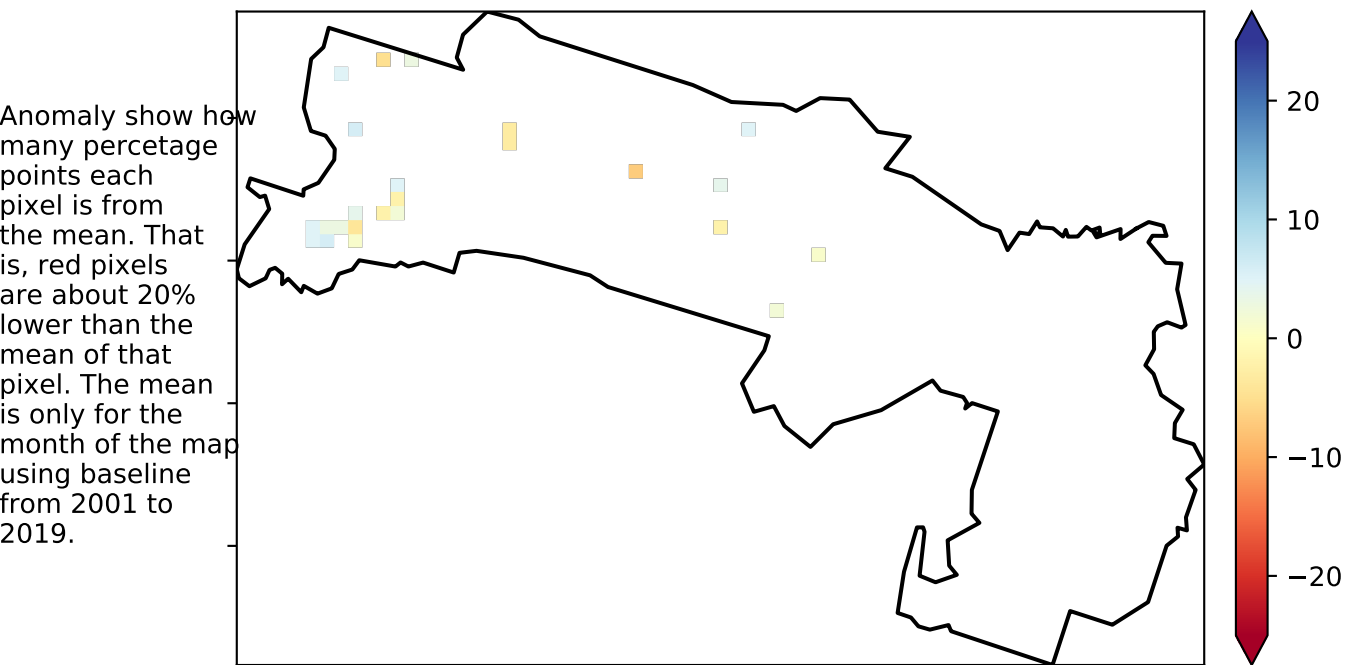 Anomaly show how
many percetage
points each
pixel is from
the mean. That
is, red pixels
are about 20%
lower than the
mean of that
pixel. The mean
is only for the
month of the map
using baseline
from 2001 to
2019.
20
10
0
−10
−20